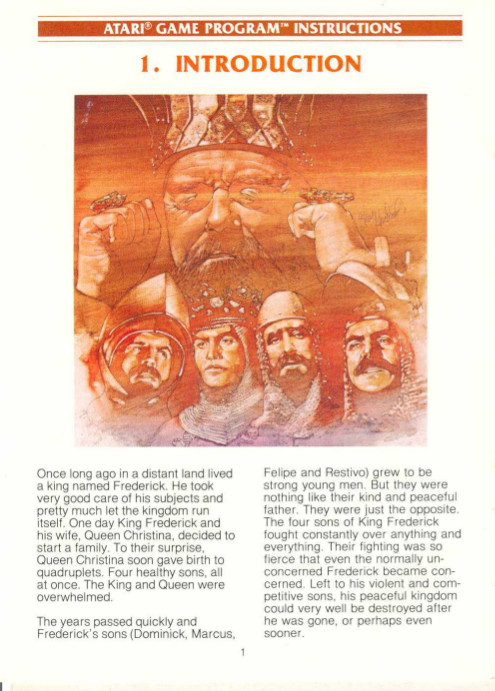 ATARI® GAME PROGRAM™ INSTRUCTIONS
1. INTRODUCTION
Once long ago in a distant land lived
a king named Frederick. He took
very good care of his subjects and
pretty much let the kingdom run
itself. One day King Frederick and
his wife, Queen Christina, decided to
start a family. To their surprise,
Queen Christina soon gave birth to
quadruplets. Four healthy sons, all
at once. The King and Queen were
overwhelmed.
The years passed quickly and
Frederick's sons (Dominick, Marcus,
Felipe and Restivo) grew to be
strong young men. But they were
nothing like their kind and peaceful
father. They were just the opposite.
The four sons of King Frederick
fought constantly over anything and
everything. Their fighting was so
fierce that even the normally un-
concerned Frederick became con-
cerned. Left to his violent and com-
petitive sons, his peaceful kingdom
could very well be destroyed after
he was gone, or perhaps even
sooner.
1